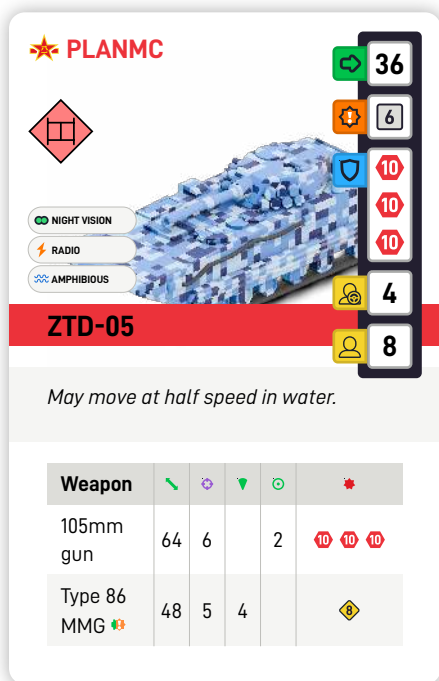 PLANMC
36
6
10
10
10
4
8
NIGHT VISION
RADIO
AMPHIBIOUS
ZTD-05
May move at half speed in water.
Weapon
105mm
gun
64 6 2 10 10 10
Type 86
MMG
48 5 4 8